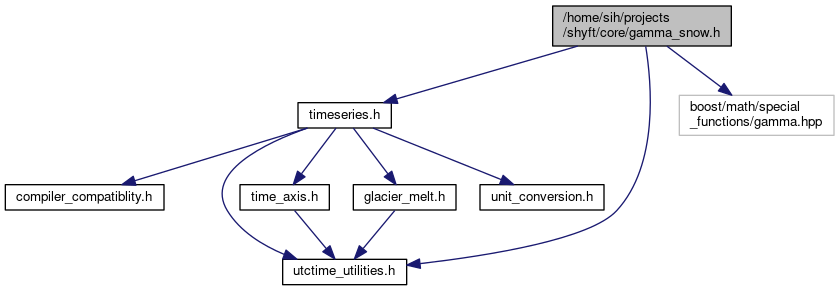 /home/sih/projects
/shyft/core/gamma_snow.h
timeseries.h
boost/math/special
_functions/gamma.hpp
compiler_compatiblity.h
time_axis.h
glacier_melt.h
unit_conversion.h
utctime_utilities.h